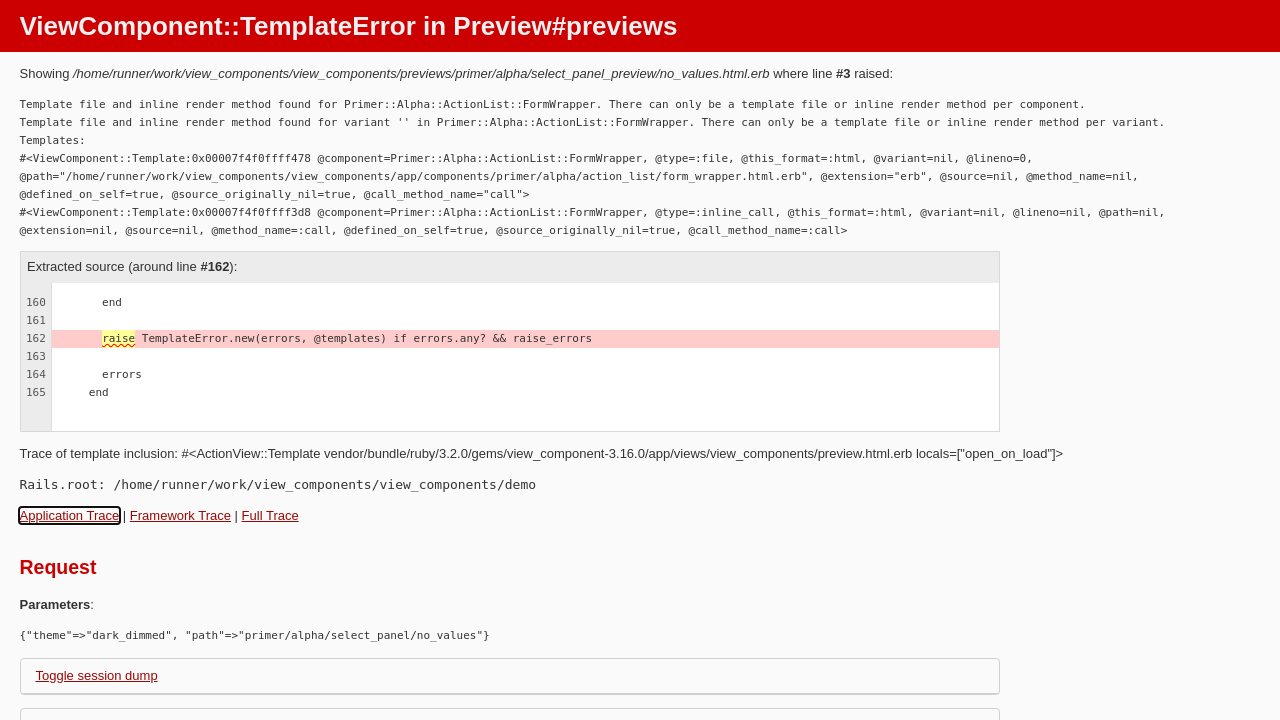 ViewComponent::TemplateError in Preview#previews
Showing /home/runner/work/view_components/view_components/previews/primer/alpha/select_panel_preview/no_values.html.erb where line #3 raised:
Template file and inline render method found for Primer::Alpha::ActionList::FormWrapper. There can only be a template file or inline render method per component.
Template file and inline render method found for variant '' in Primer::Alpha::ActionList::FormWrapper. There can only be a template file or inline render method per variant.
Templates:
#<ViewComponent::Template:0x00007f4f0ffff478 @component=Primer::Alpha::ActionList::FormWrapper, @type=:file, @this_format=:html, @variant=nil, @lineno=0,
@path="/home/runner/work/view_components/view_components/app/components/primer/alpha/action_list/form_wrapper.html.erb", @extension="erb", @source=nil, @method_name=nil,
@defined_on_self=true, @source_originally_nil=true, @call_method_name="call">
#<ViewComponent::Template:0x00007f4f0ffff3d8 @component=Primer::Alpha::ActionList::FormWrapper, @type=:inline_call, @this_format=:html, @variant=nil, @lineno=nil, @path=nil,
@extension=nil, @source=nil, @method_name=:call, @defined_on_self=true, @source_originally_nil=true, @call_method_name=:call>
Extracted source (around line #162):
160 end
161
162 raise TemplateError.new(errors, @templates) if errors.any? && raise_errors
163
164 errors
165 end
Trace of template inclusion: #<ActionView::Template vendor/bundle/ruby/3.2.0/gems/view_component-3.16.0/app/views/view_components/preview.html.erb locals=["open_on_load"]>
Rails.root: /home/runner/work/view_components/view_components/demo
Application Trace | Framework Trace | Full Trace
Request
Parameters:
{"theme"=>"dark_dimmed", "path"=>"primer/alpha/select_panel/no_values"}
Toggle session dump